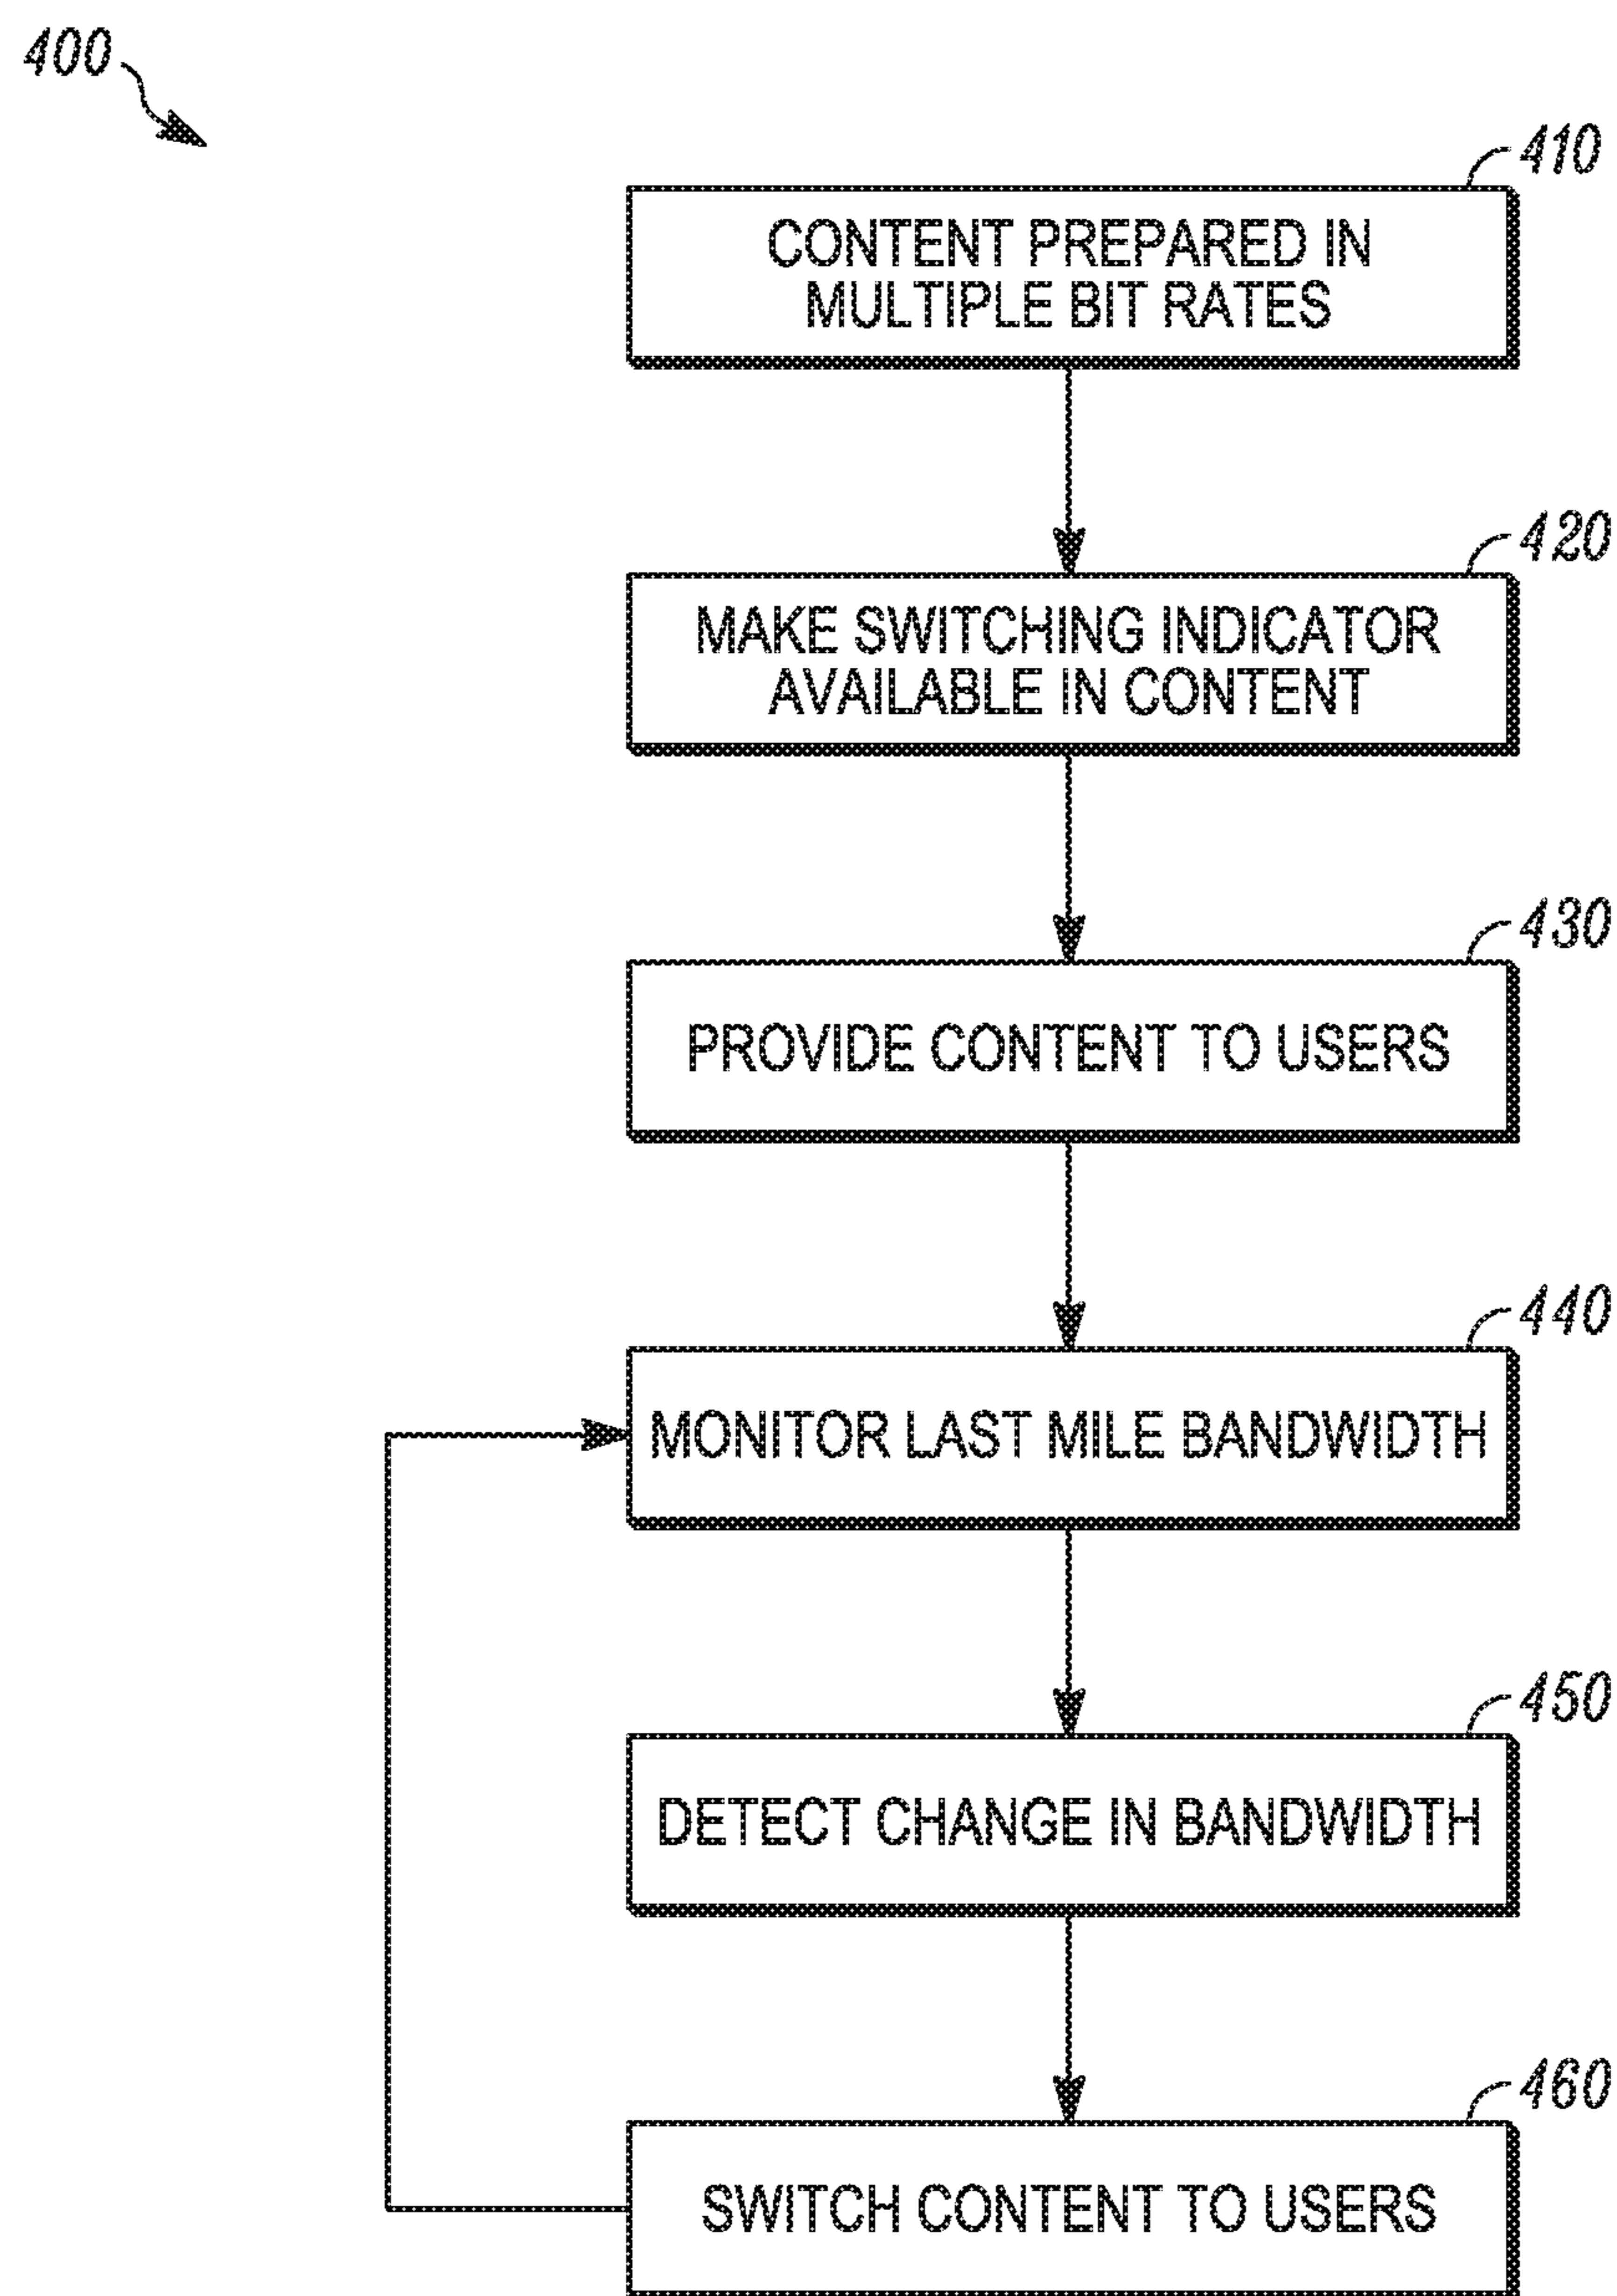 400
410
CONTENT PREPARED IN
MULTIPLE BIT RATES
420
MAKE SWITCHING INDICATOR
AVAILABLE IN CONTENT
430
PROVIDE CONTENT TO USERS
440
MONITOR LAST MILE BANDWIDTH
450
DETECT CHANGE IN BANDWIDTH
460
SWITCH CONTENT TO USERS